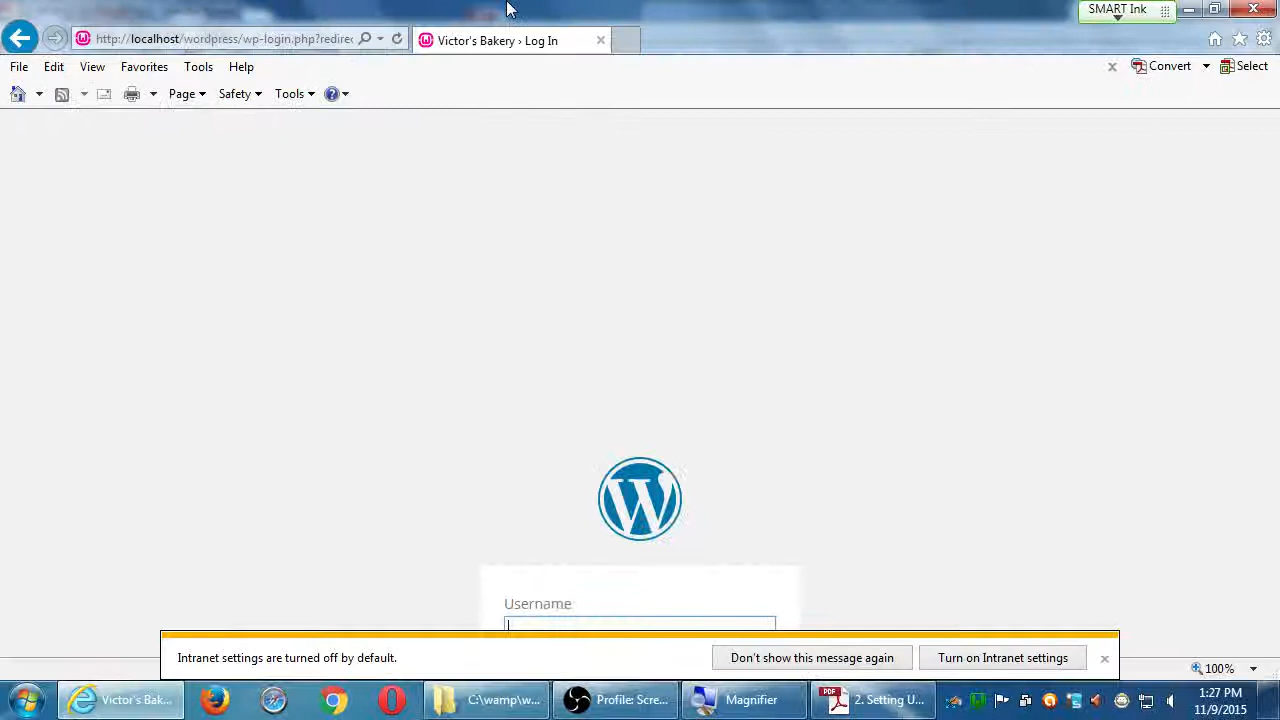 SMART Ink
http://localhost/wordpress/wp-login.php?redirec
Victor's Bakery › Log In
File Edit View Favorites Tools Help
Convert Select
Page Safety Tools
Username
Intranet settings are turned off by default.
Don't show this message again
Turn on Intranet settings
100%
Victor's Bak...
C:\wamp\w...
Profile: Scre...
Magnifier
PDF
2. Setting U...
1:27 PM
11/9/2015